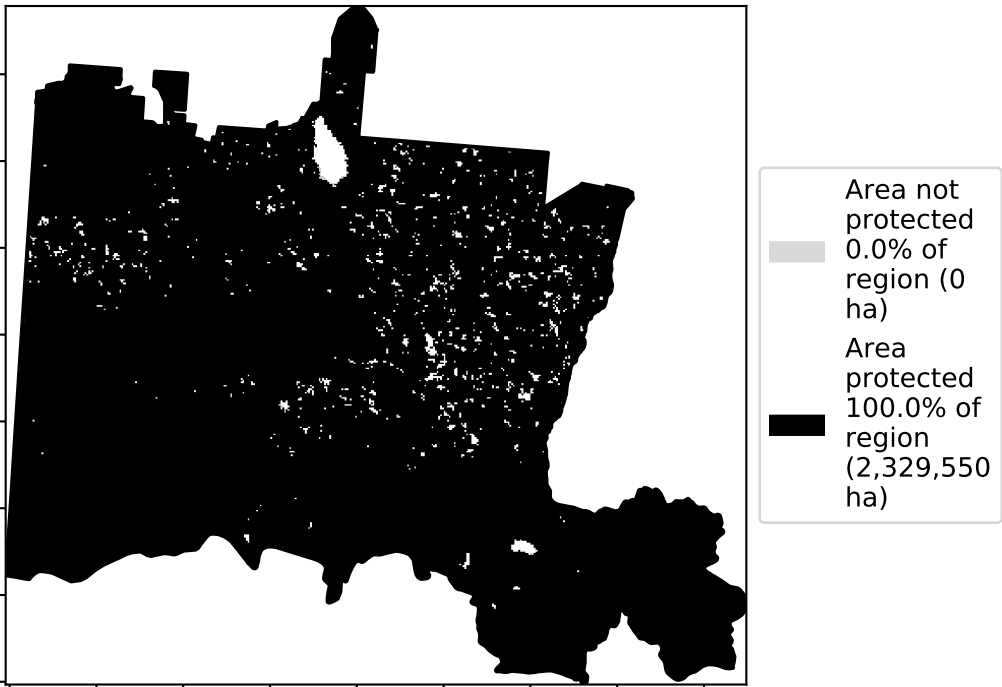 Area not
protected
0.0% of
region (0
ha)
Area
protected
100.0% of
region
(2,329,550
ha)